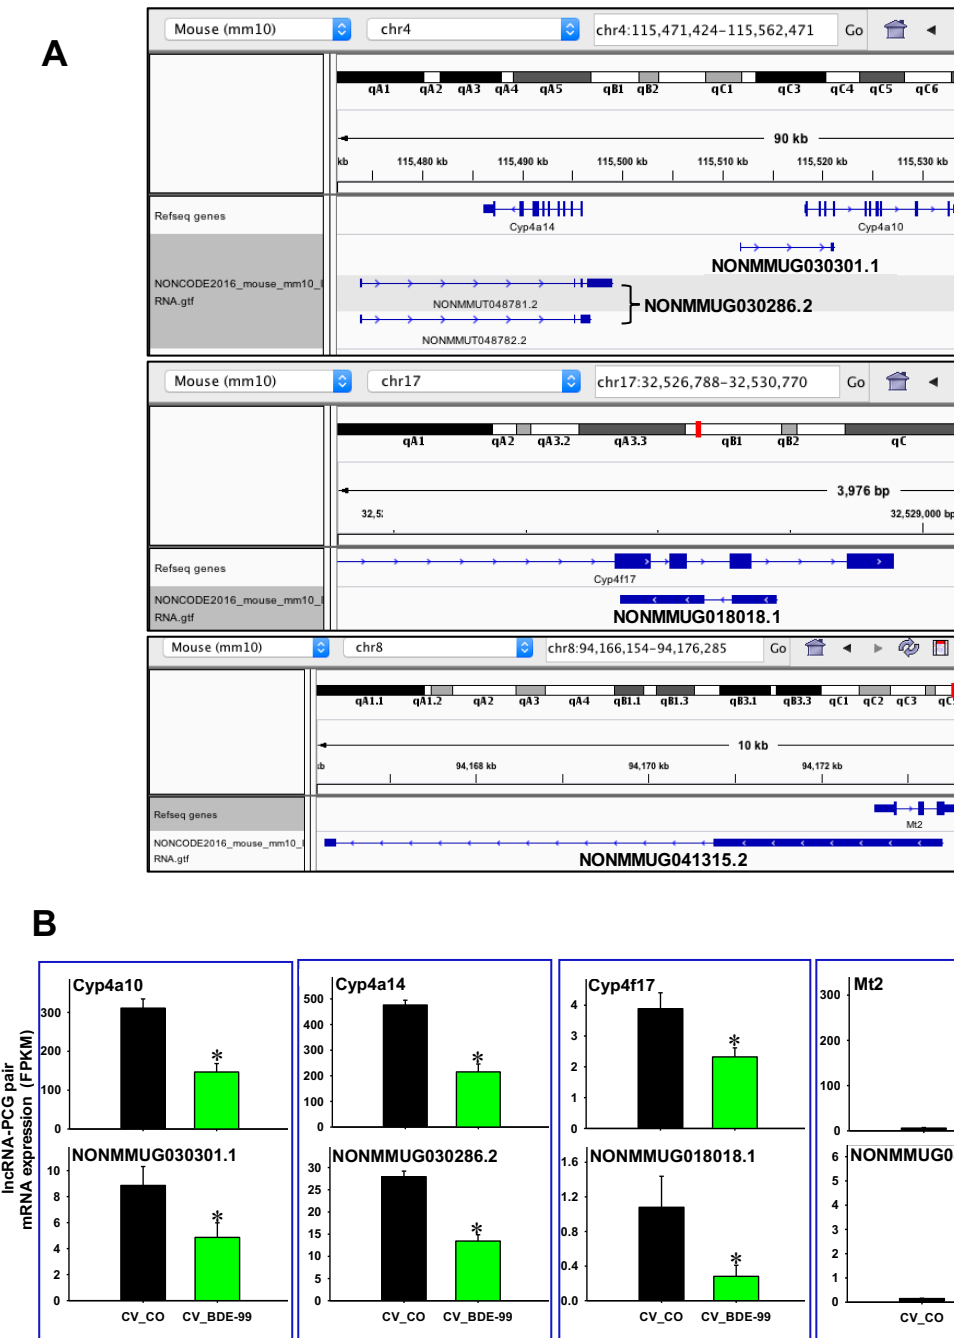 A
Mouse (mm10) chr4 chr4:115,471,424-115,562,471 Go
qA1 qA2 qA3 qA4 qA5 qB1 qB2 qC1 qC3 qC4 qC5 qC6
90 kb
kb 115,480 kb 115,490 kb 115,500 kb 115,510 kb 115,520 kb 115,530 kb
Refseq genes
Cyp4a14 Cyp4a10
NONMMUG030301.1
NONCODE2016_mouse_mm10_l
RNA.gtf
NONMMUT048781.2
NONMMUG030286.2
NONMMUT048782.2
Mouse (mm10) chr17 chr17:32,526,788-32,530,770 Go
qA1 qA2 qA3.2 qA3.3 qB1 qB2 qC
3,976 bp
32,5 32,529,000 bp
Refseq genes
Cyp4f17
NONCODE2016_mouse_mm10_l
RNA.gtf
NONMMUG018018.1
Mouse (mm10) chr8 chr8:94,166,154-94,176,285 Go
qA1.1 qA1.2 qA2 qA3 qA4 qB1.1 qB1.3 qB3.1 qB3.3 qC1 qC2 qC3 qC
10 kb
kb 94,168 kb 94,170 kb 94,172 kb
Refseq genes
Mt2
NONCODE2016_mouse_mm10_l
RNA.gtf
NONMMUG041315.2
B
lncRNA-PCG pair
mRNA expression (FPKM)
Cyp4a10
300
200
100
0
*
Cyp4a14
500
400
300
200
100
0
*
Cyp4f17
4
3
2
1
0
*
Mt2
300
200
100
0
NONMMUG030301.1
10
8
6
4
2
0
*
CV_CO CV_BDE-99
NONMMUG030286.2
30
25
20
15
10
5
0
*
CV_CO CV_BDE-99
NONMMUG018018.1
1.6
1.2
0.8
0.4
0.0
*
CV_CO CV_BDE-99
NONMMUG0
6
5
4
3
2
1
0
CV_CO